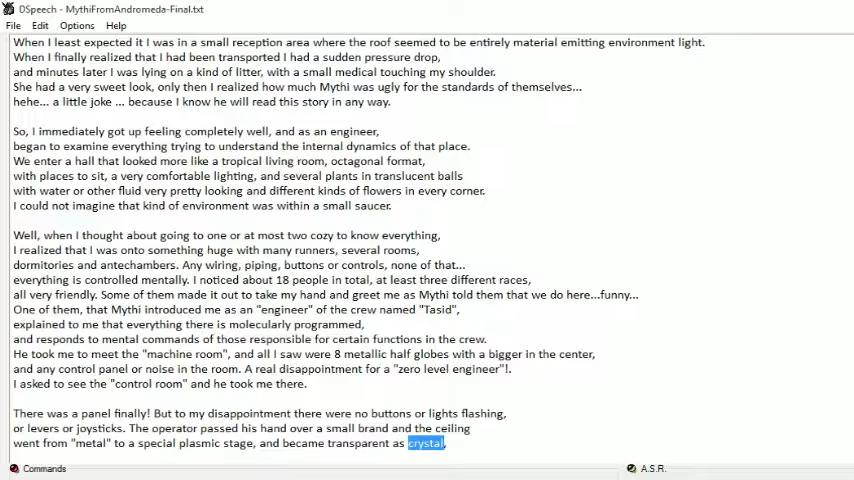 DSpeech - MythiFromAndromeda-Final.txt
File Edit Options Help
When I least expected it I was in a small reception area where the roof seemed to be entirely material emitting environment light.
When I finally realized that I had been transported I had a sudden pressure drop,
and minutes later I was lying on a kind of litter, with a small medical touching my shoulder.
She had a very sweet look, only then I realized how much Mythi was ugly for the standards of themselves...
hehe... a little joke ... because I know he will read this story in any way.
So, I immediately got up feeling completely well, and as an engineer,
began to examine everything trying to understand the internal dynamics of that place.
We enter a hall that looked more like a tropical living room, octagonal format,
with places to sit, a very comfortable lighting, and several plants in translucent balls
with water or other fluid very pretty looking and different kinds of flowers in every corner.
I could not imagine that kind of environment was within a small saucer.
Well, when I thought about going to one or at most two cozy to know everything,
I realized that I was onto something huge with many runners, several rooms,
dormitories and antechambers. Any wiring, piping, buttons or controls, none of that...
everything is controlled mentally. I noticed about 18 people in total, at least three different races,
all very friendly. Some of them made it out to take my hand and greet me as Mythi told them that we do here...funny...
One of them, that Mythi introduced me as an "engineer" of the crew named "Tasid",
explained to me that everything there is molecularly programmed,
and responds to mental commands of those responsible for certain functions in the crew.
He took me to meet the "machine room", and all I saw were 8 metallic half globes with a bigger in the center,
and any control panel or noise in the room. A real disappointment for a "zero level engineer"!.
I asked to see the "control room" and he took me there.
There was a panel finally! But to my disappointment there were no buttons or lights flashing,
or levers or joysticks. The operator passed his hand over a small brand and the ceiling
went from "metal" to a special plasmic stage, and became transparent as crystal,
Commands A.S.R.